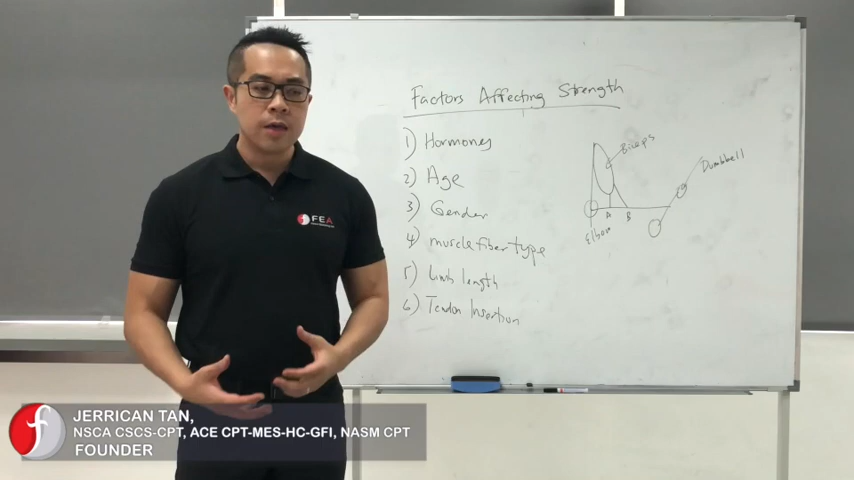 Factors Affecting Strength
1) Hormones
2) Age
3) Gender
4) muscle fiber type
5) Limb length
6) Tendon Insertion
Biceps
Dumbbell
A B
Elbow
FEA
JERRICAN TAN,
NSCA CSCS-CPT, ACE CPT-MES-HC-GFI, NASM CPT
FOUNDER